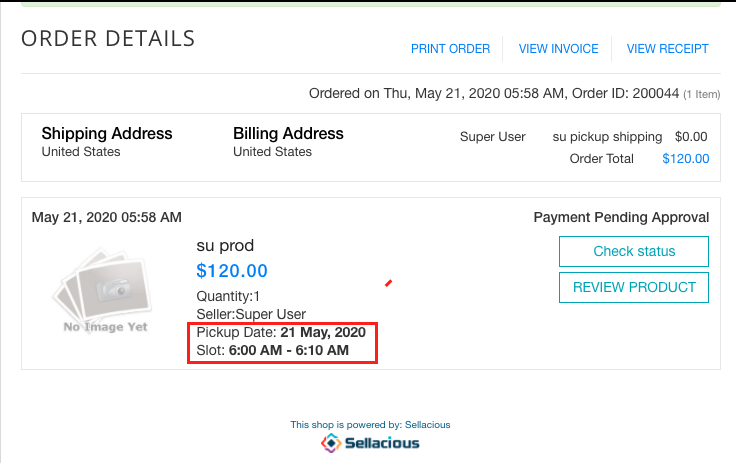 ORDER DETAILS
PRINT ORDER VIEW INVOICE VIEW RECEIPT
Ordered on Thu, May 21, 2020 05:58 AM, Order ID: 200044 (1 Item)
Shipping Address
United States
Billing Address
United States
Super User su pickup shipping $0.00
Order Total $120.00
May 21, 2020 05:58 AM
Payment Pending Approval
No Image Yet
su prod
$120.00
Quantity:1
Seller:Super User
Pickup Date: 21 May, 2020
Slot: 6:00 AM - 6:10 AM
Check status
REVIEW PRODUCT
This shop is powered by: Sellacious
Sellacious